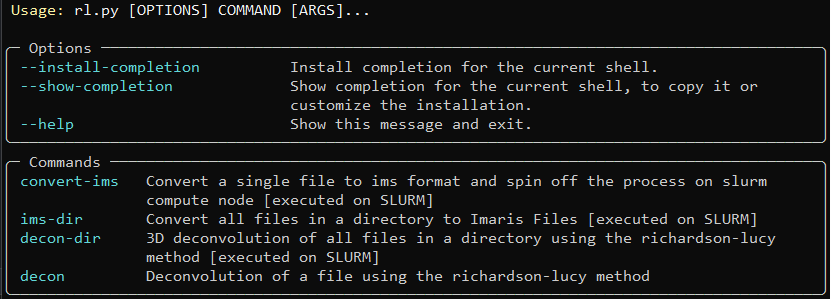 Usage: rl.py [OPTIONS] COMMAND [ARGS]...
Options
--install-completion Install completion for the current shell.
--show-completion Show completion for the current shell, to copy it or
customize the installation.
--help Show this message and exit.
Commands
convert-ims Convert a single file to ims format and spin off the process on slurm
compute node [executed on SLURM]
ims-dir Convert all files in a directory to Imaris Files [executed on SLURM]
decon-dir 3D deconvolution of all files in a directory using the richardson-lucy
method [executed on SLURM]
decon Deconvolution of a file using the richardson-lucy method